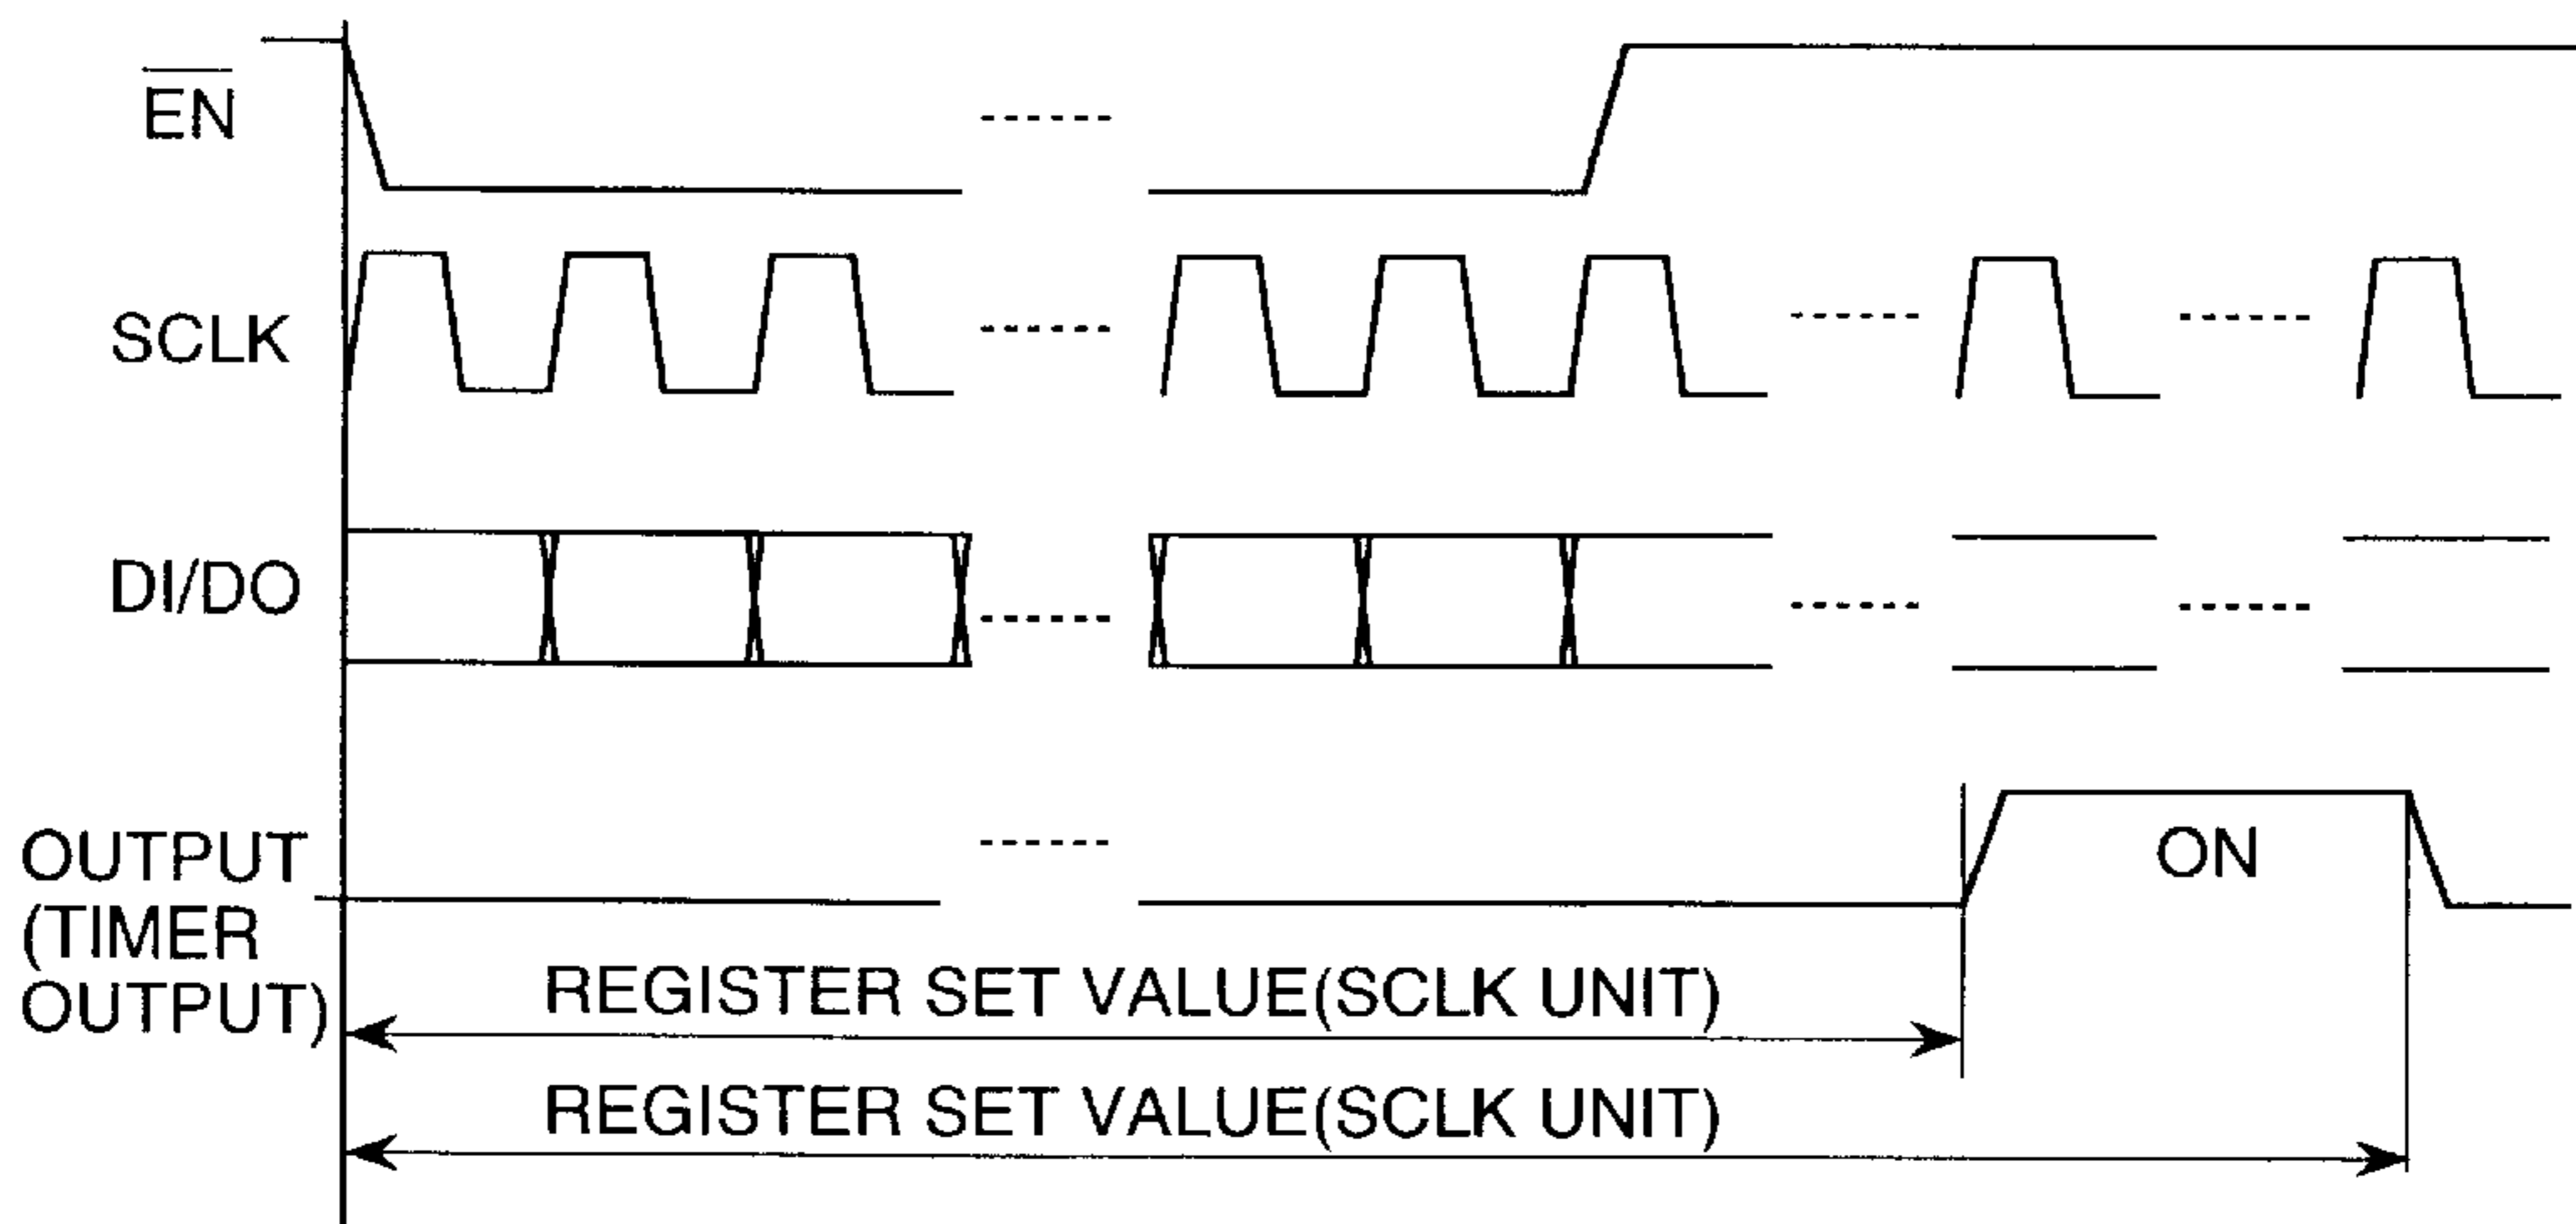 EN
SCLK
DI/DO
OUTPUT
(TIMER
OUTPUT)
ON
REGISTER SET VALUE(SCLK UNIT)
REGISTER SET VALUE(SCLK UNIT)